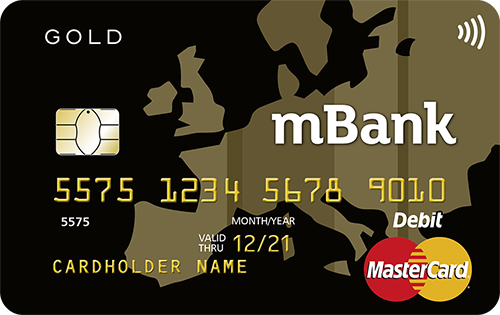 GOLD
mBank
5575 1234 5678 9010
5575
MONTH/YEAR
Debit
VALID THRU 12/21
CARDHOLDER NAME
MasterCard